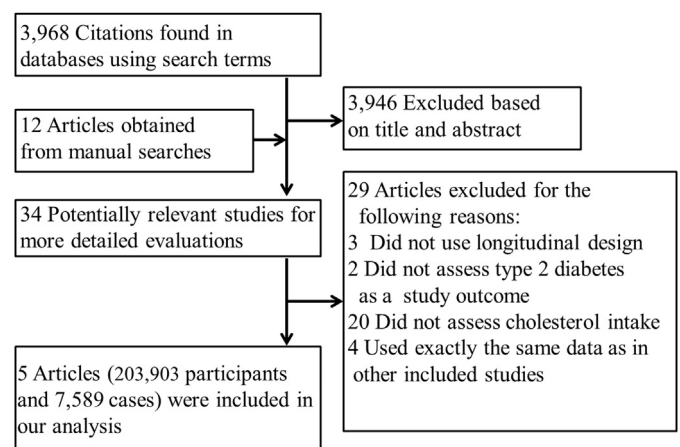 3,968 Citations found in
databases using search terms
3,946 Excluded based
on title and abstract
12 Articles obtained
from manual searches
34 Potentially relevant studies for
more detailed evaluations
29 Articles excluded for the
following reasons:
3 Did not use longitudinal design
2 Did not assess type 2 diabetes
as a study outcome
20 Did not assess cholesterol intake
4 Used exactly the same data as in
other included studies
5 Articles (203,903 participants
and 7,589 cases) were included in
our analysis